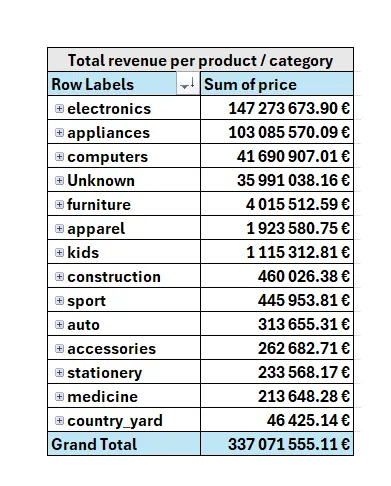 Total revenue per product / category
Row Labels Sum of price
electronics 147 273 673.90 €
appliances 103 085 570.09 €
computers 41 690 907.01 €
Unknown 35 991 038.16 €
furniture 4 015 512.59 €
apparel 1 923 580.75 €
kids 1 115 312.81 €
construction 460 026.38 €
sport 445 953.81 €
auto 313 655.31 €
accessories 262 682.71 €
stationery 233 568.17 €
medicine 213 648.28 €
country_yard 46 425.14 €
Grand Total 337 071 555.11 €